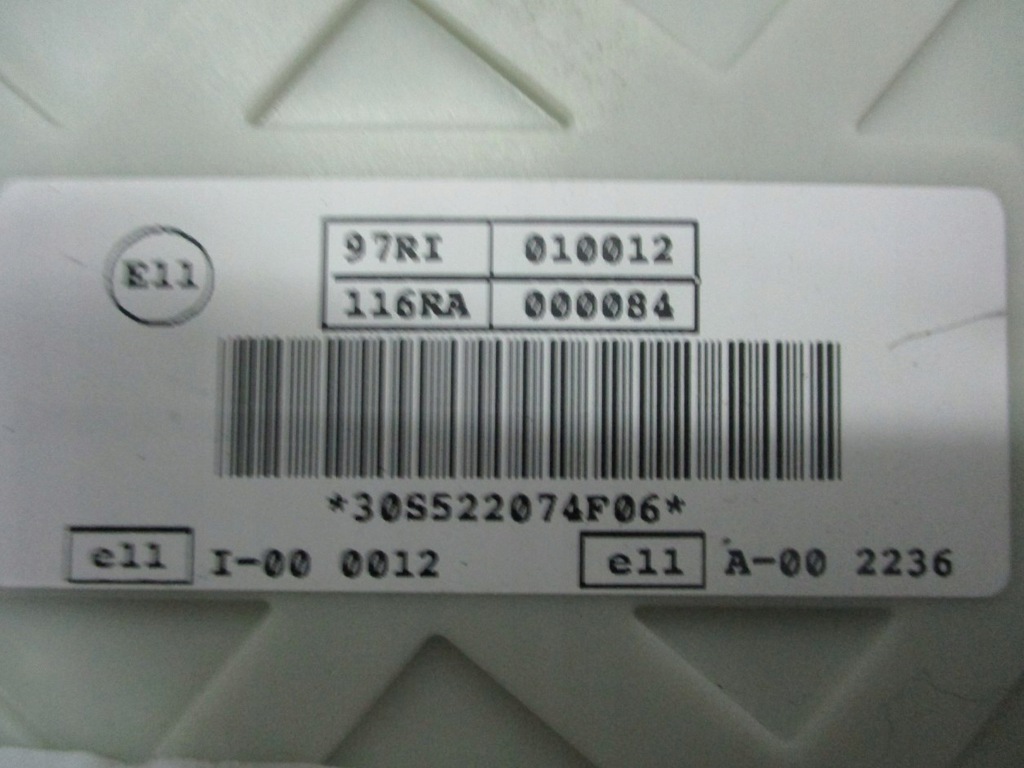 E11
97RI 010012
116RA 000084
*30S522074F06*
e11 I-00 0012 e11 A-00 2236